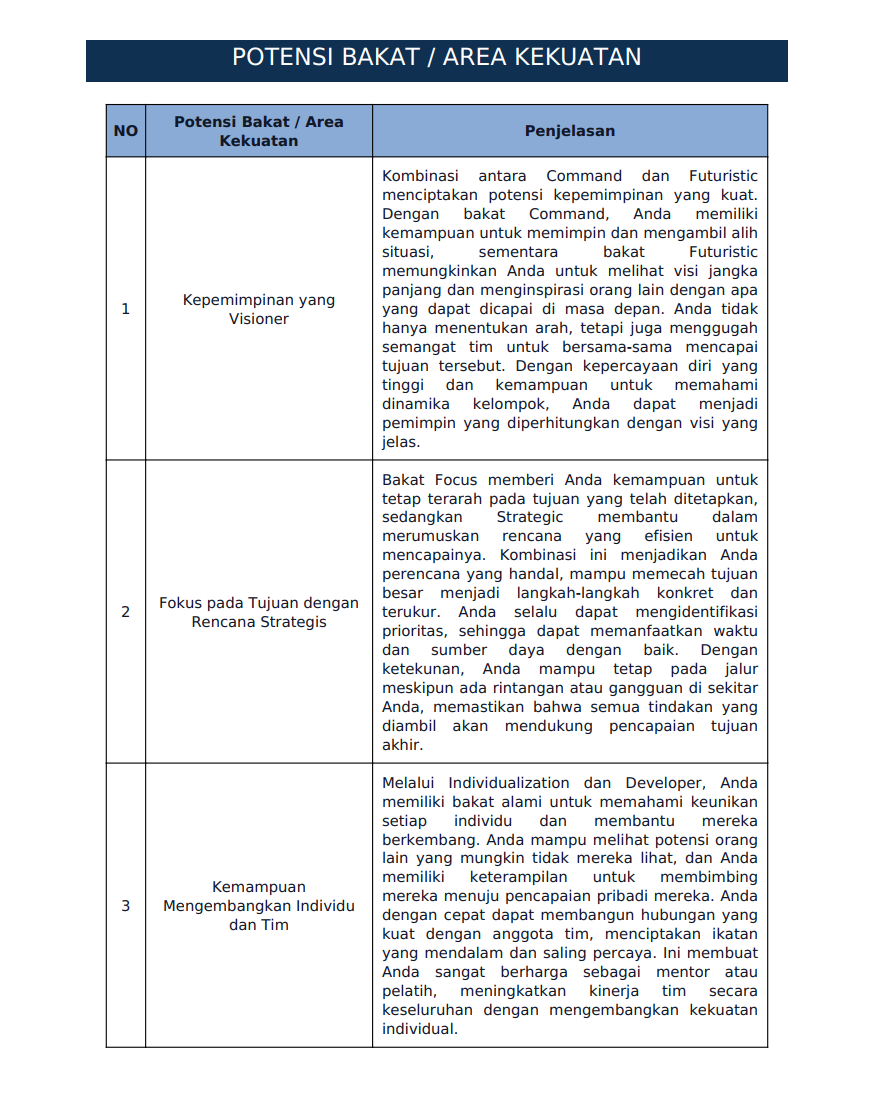 POTENSI BAKAT / AREA KEKUATAN
NO
Potensi Bakat / Area
Kekuatan
Penjelasan
1
Kepemimpinan yang
Visioner
Kombinasi antara Command dan Futuristic
menciptakan potensi kepemimpinan yang kuat.
Dengan bakat Command, Anda memiliki
kemampuan untuk memimpin dan mengambil alih
situasi, sementara bakat Futuristic
memungkinkan Anda untuk melihat visi jangka
panjang dan menginspirasi orang lain dengan apa
yang dapat dicapai di masa depan. Anda tidak
hanya menentukan arah, tetapi juga menggugah
semangat tim untuk bersama-sama mencapai
tujuan tersebut. Dengan kepercayaan diri yang
tinggi dan kemampuan untuk memahami
dinamika kelompok, Anda dapat menjadi
pemimpin yang diperhitungkan dengan visi yang
jelas.
2
Fokus pada Tujuan dengan
Rencana Strategis
Bakat Focus memberi Anda kemampuan untuk
tetap terarah pada tujuan yang telah ditetapkan,
sedangkan Strategic membantu dalam
merumuskan rencana yang efisien untuk
mencapainya. Kombinasi ini menjadikan Anda
perencana yang handal, mampu memecah tujuan
besar menjadi langkah-langkah konkret dan
terukur. Anda selalu dapat mengidentifikasi
prioritas, sehingga dapat memanfaatkan waktu
dan sumber daya dengan baik. Dengan
ketekunan, Anda mampu tetap pada jalur
meskipun ada rintangan atau gangguan di sekitar
Anda, memastikan bahwa semua tindakan yang
diambil akan mendukung pencapaian tujuan
akhir.
3
Kemampuan
Mengembangkan Individu
dan Tim
Melalui Individualization dan Developer, Anda
memiliki bakat alami untuk memahami keunikan
setiap individu dan membantu mereka
berkembang. Anda mampu melihat potensi orang
lain yang mungkin tidak mereka lihat, dan Anda
memiliki keterampilan untuk membimbing
mereka menuju pencapaian pribadi mereka. Anda
dengan cepat dapat membangun hubungan yang
kuat dengan anggota tim, menciptakan ikatan
yang mendalam dan saling percaya. Ini membuat
Anda sangat berharga sebagai mentor atau
pelatih, meningkatkan kinerja tim secara
keseluruhan dengan mengembangkan kekuatan
individual.